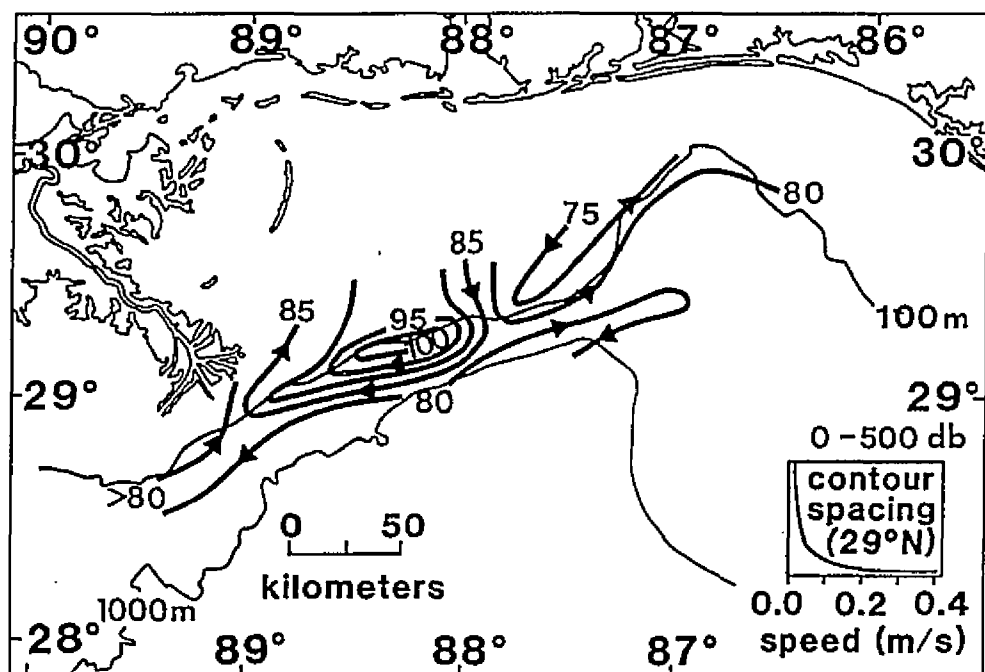 90° 89° 88° 87° 86°
30° 30°
80
75
85
85
95
100
100m
29° 29°
80
0-500 db
>80
contour
spacing
(29°N)
0 50
kilometers
1000m
0.0 0.2 0.4
28° 89° 88° 87° speed (m/s)